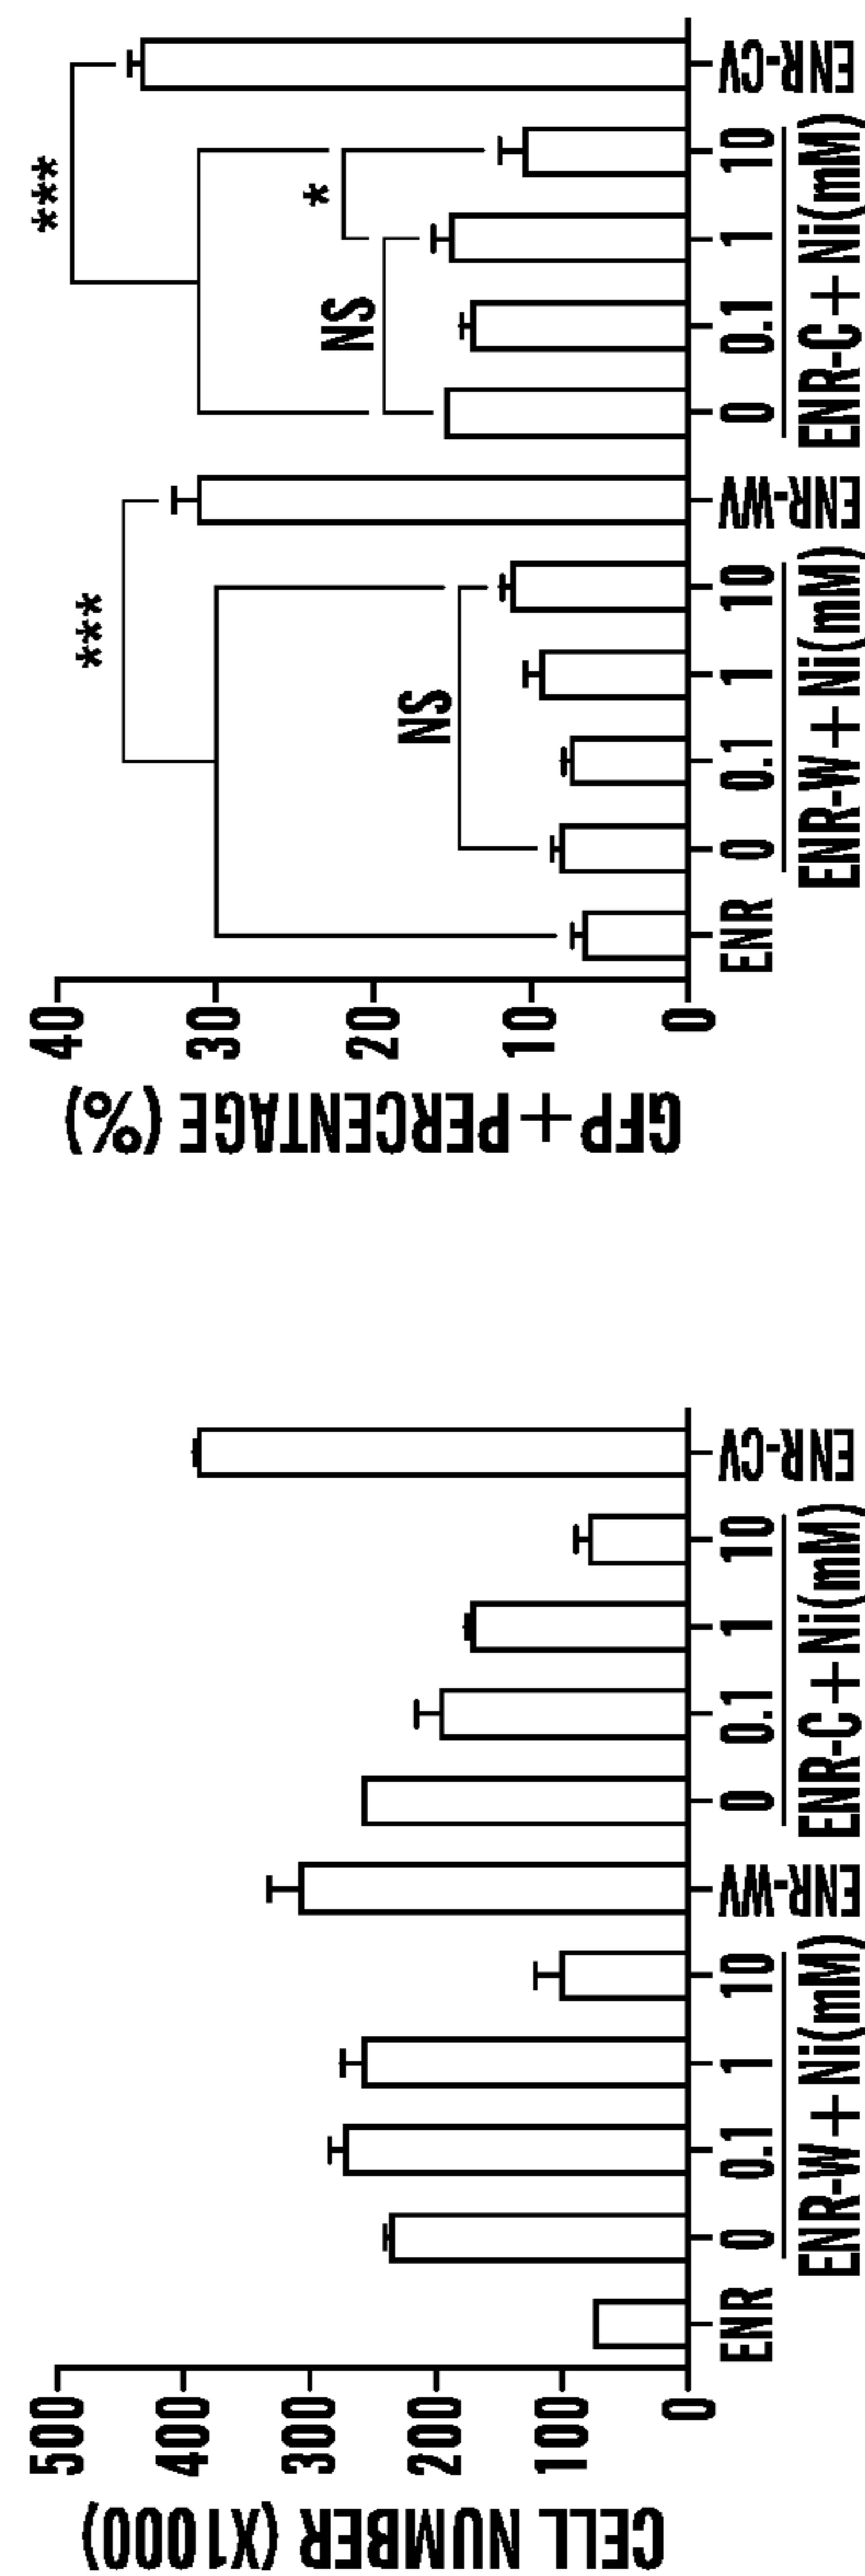 CELL NUMBER (X1000)
500
400
300
200
100
0
ENR 0 0.1 1 10 ENR-WV 0 0.1 1 10 ENR-CV
ENR-W + Ni(mM) ENR-C + Ni(mM)
GFP+PERCENTAGE (%)
40
30
20
10
0
***
***
*
NS
NS
ENR 0 0.1 1 10 ENR-WV 0 0.1 1 10 ENR-CV
ENR-W + Ni(mM) ENR-C + Ni(mM)